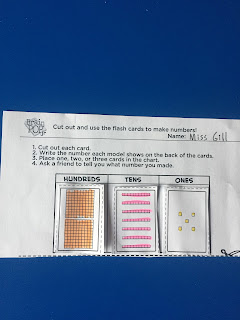 BrainPOP Jr.
Cut out and use the flash cards to make numbers!
Name: Miss Gill
1. Cut out each card.
2. Write the number each model shows on the back of the cards.
3. Place one, two, or three cards in the chart.
4. Ask a friend to tell you what number you made.
HUNDREDS TENS ONES